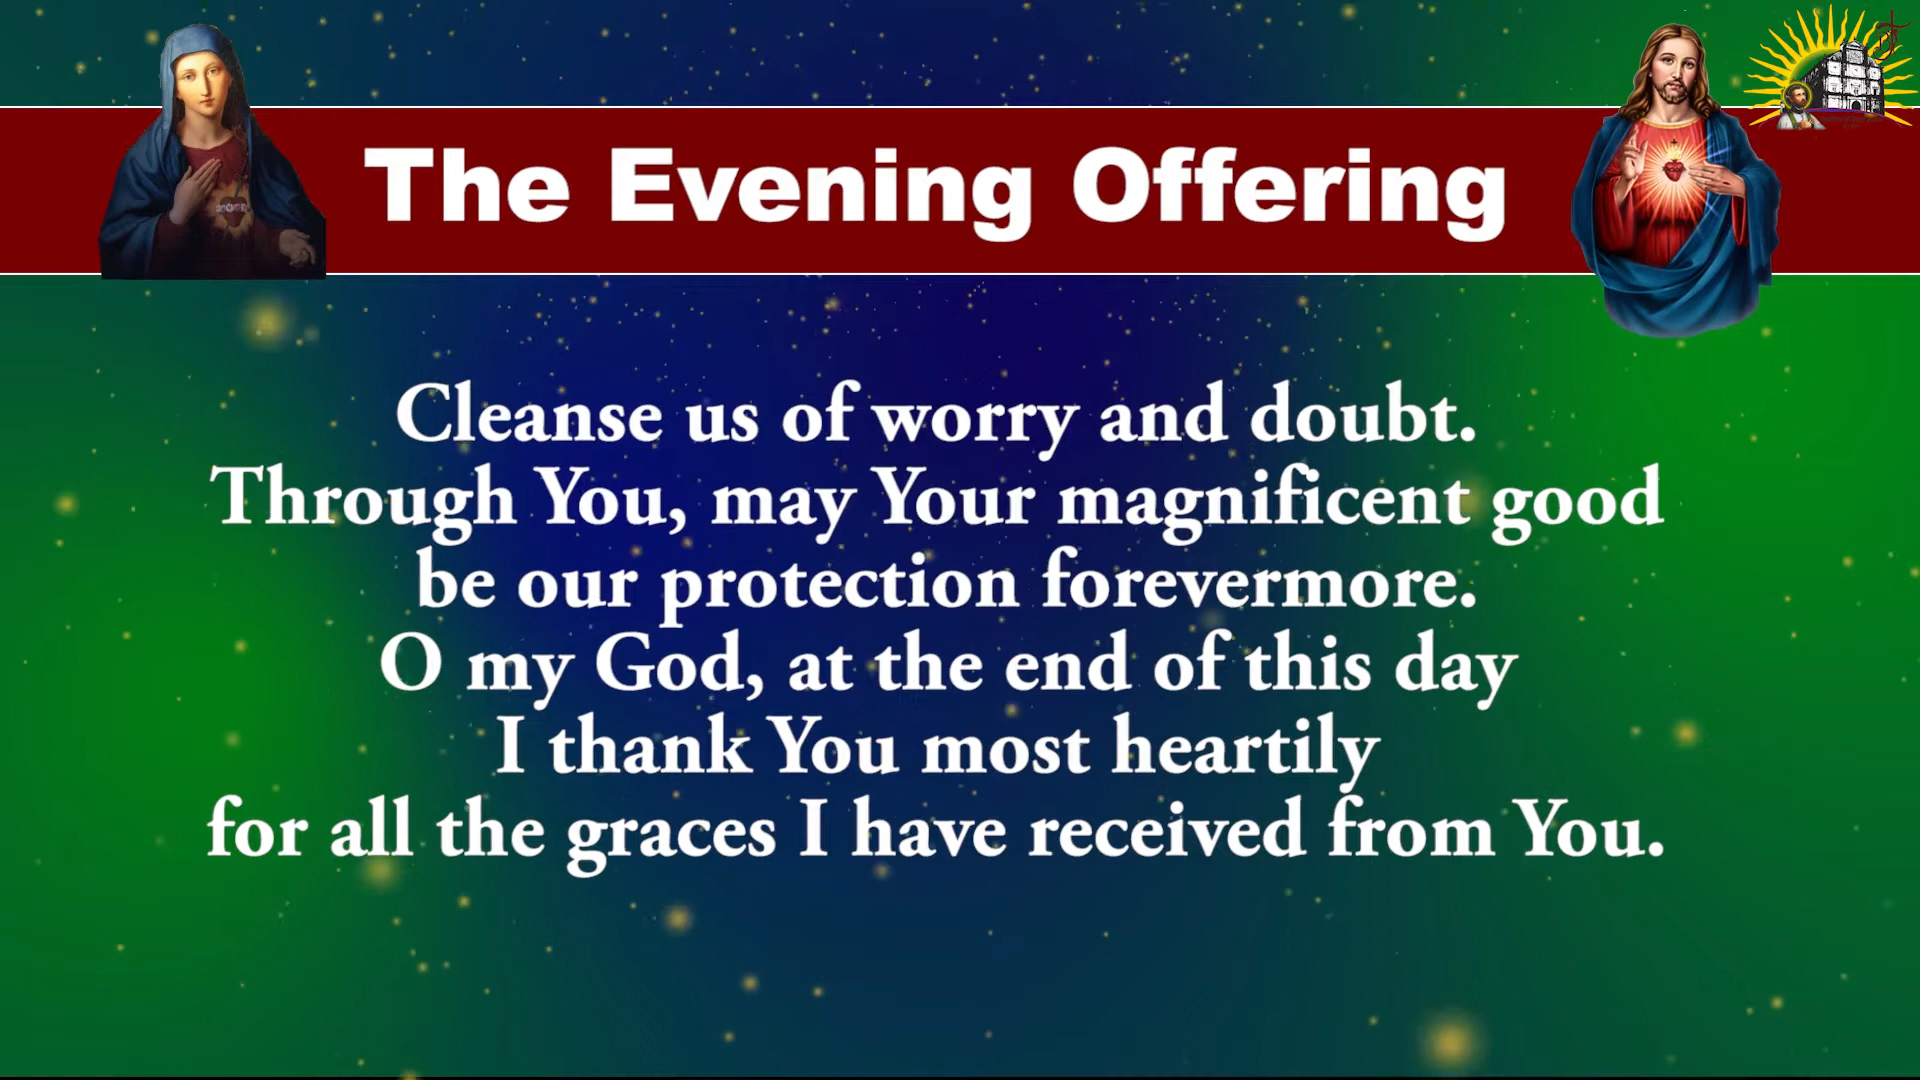 The Evening Offering
Cleanse us of worry and doubt.
Through You, may Your magnificent good
be our protection forevermore.
O my God, at the end of this day
I thank You most heartily
for all the graces I have received from You.